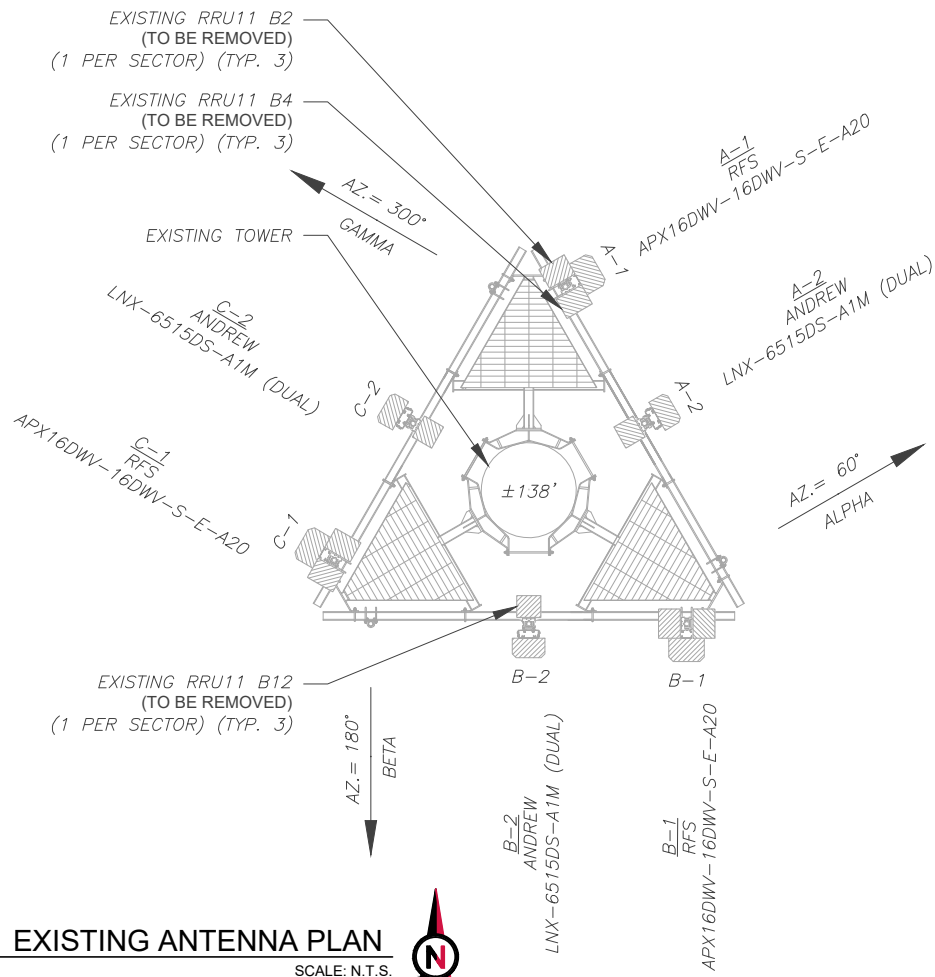 EXISTING RRU11 B2
(TO BE REMOVED)
(1 PER SECTOR) (TYP. 3)
EXISTING RRU11 B4
(TO BE REMOVED)
(1 PER SECTOR) (TYP. 3)
AZ.= 300°
GAMMA
EXISTING TOWER
A-1
RFS
APX16DWV-16DWV-S-E-A20
A-1
A-2
ANDREW
LNX-6515DS-A1M (DUAL)
A-2
C-2
ANDREW
LNX-6515DS-A1M (DUAL)
C-2
C-1
RFS
APX16DWV-16DWV-S-E-A20
C-1
±138'
AZ.= 60°
ALPHA
EXISTING RRU11 B12
(TO BE REMOVED)
(1 PER SECTOR) (TYP. 3)
B-2
B-1
AZ.= 180°
BETA
B-2
ANDREW
LNX-6515DS-A1M (DUAL)
B-1
RFS
APX16DWV-16DWV-S-E-A20
EXISTING ANTENNA PLAN
SCALE: N.T.S.
N